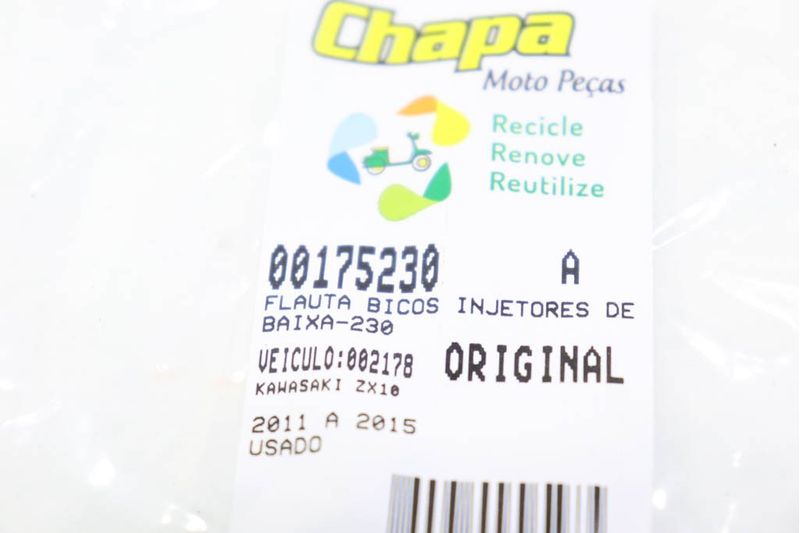 Chapa
Moto Peças
Recicle
Renove
Reutilize
00175230 A
FLAUTA BICOS INJETORES DE
BAIXA-230
VEICULO:002178 ORIGINAL
KAWASAKI ZX10
2011 A 2015
USADO